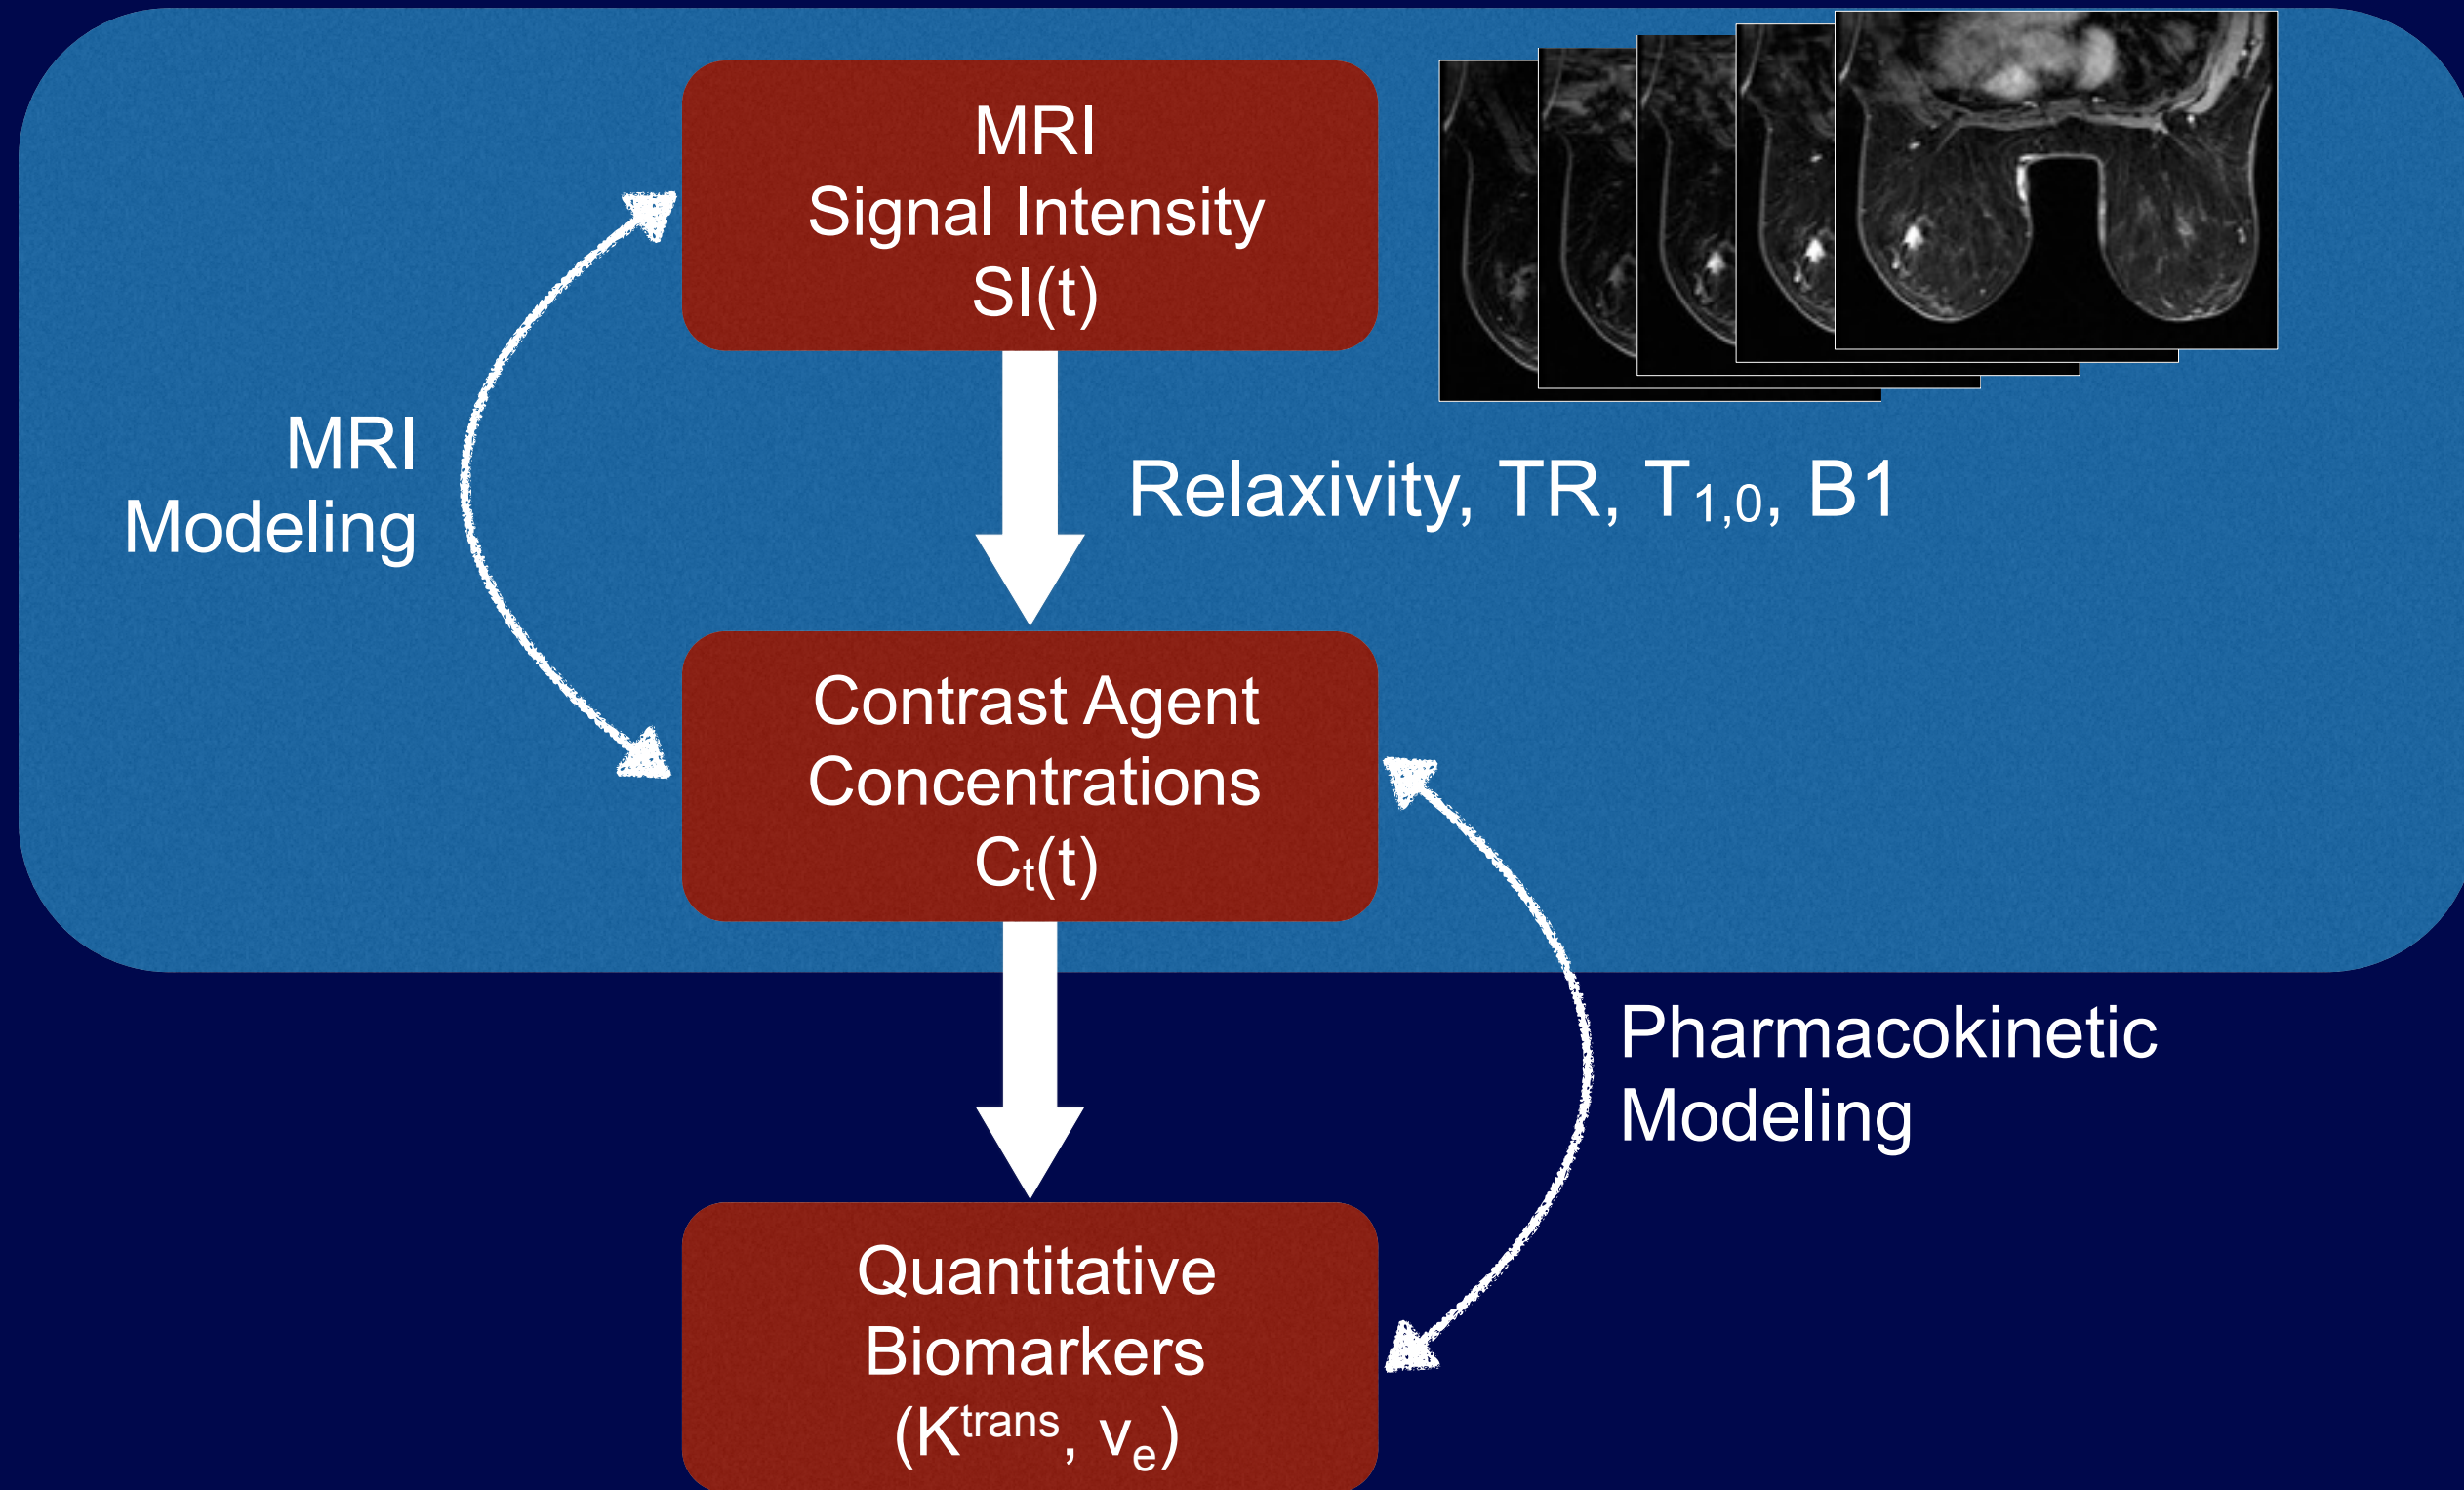 MRI
Signal Intensity
SI(t)
MRI
Modeling
Relaxivity, TR, T₁,₀, B1
Contrast Agent
Concentrations
Cₜ(t)
Pharmacokinetic
Modeling
Quantitative
Biomarkers
(Kᵗʳᵃⁿˢ, vₑ)